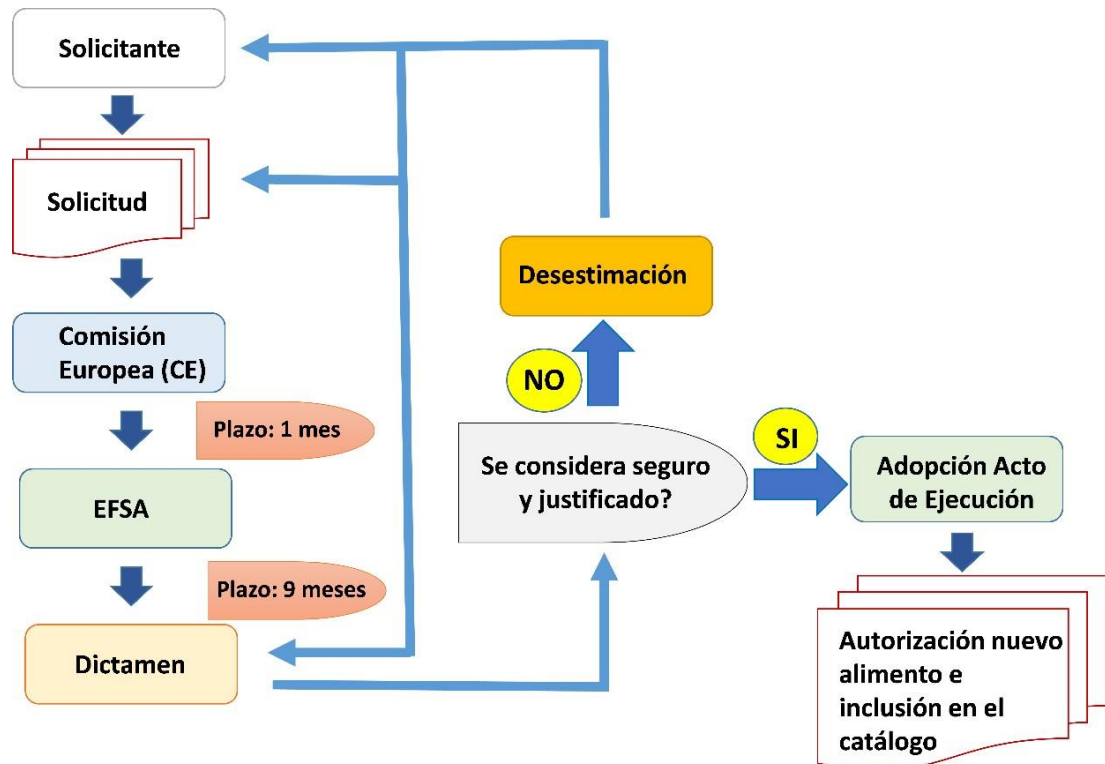 Solicitante
Solicitud
Comisión
Europea (CE)
Plazo: 1 mes
EFSA
Plazo: 9 meses
Dictamen
Desestimación
NO
Se considera seguro
y justificado?
SI
Adopción Acto
de Ejecución
Autorización nuevo
alimento e
inclusión en el
catálogo